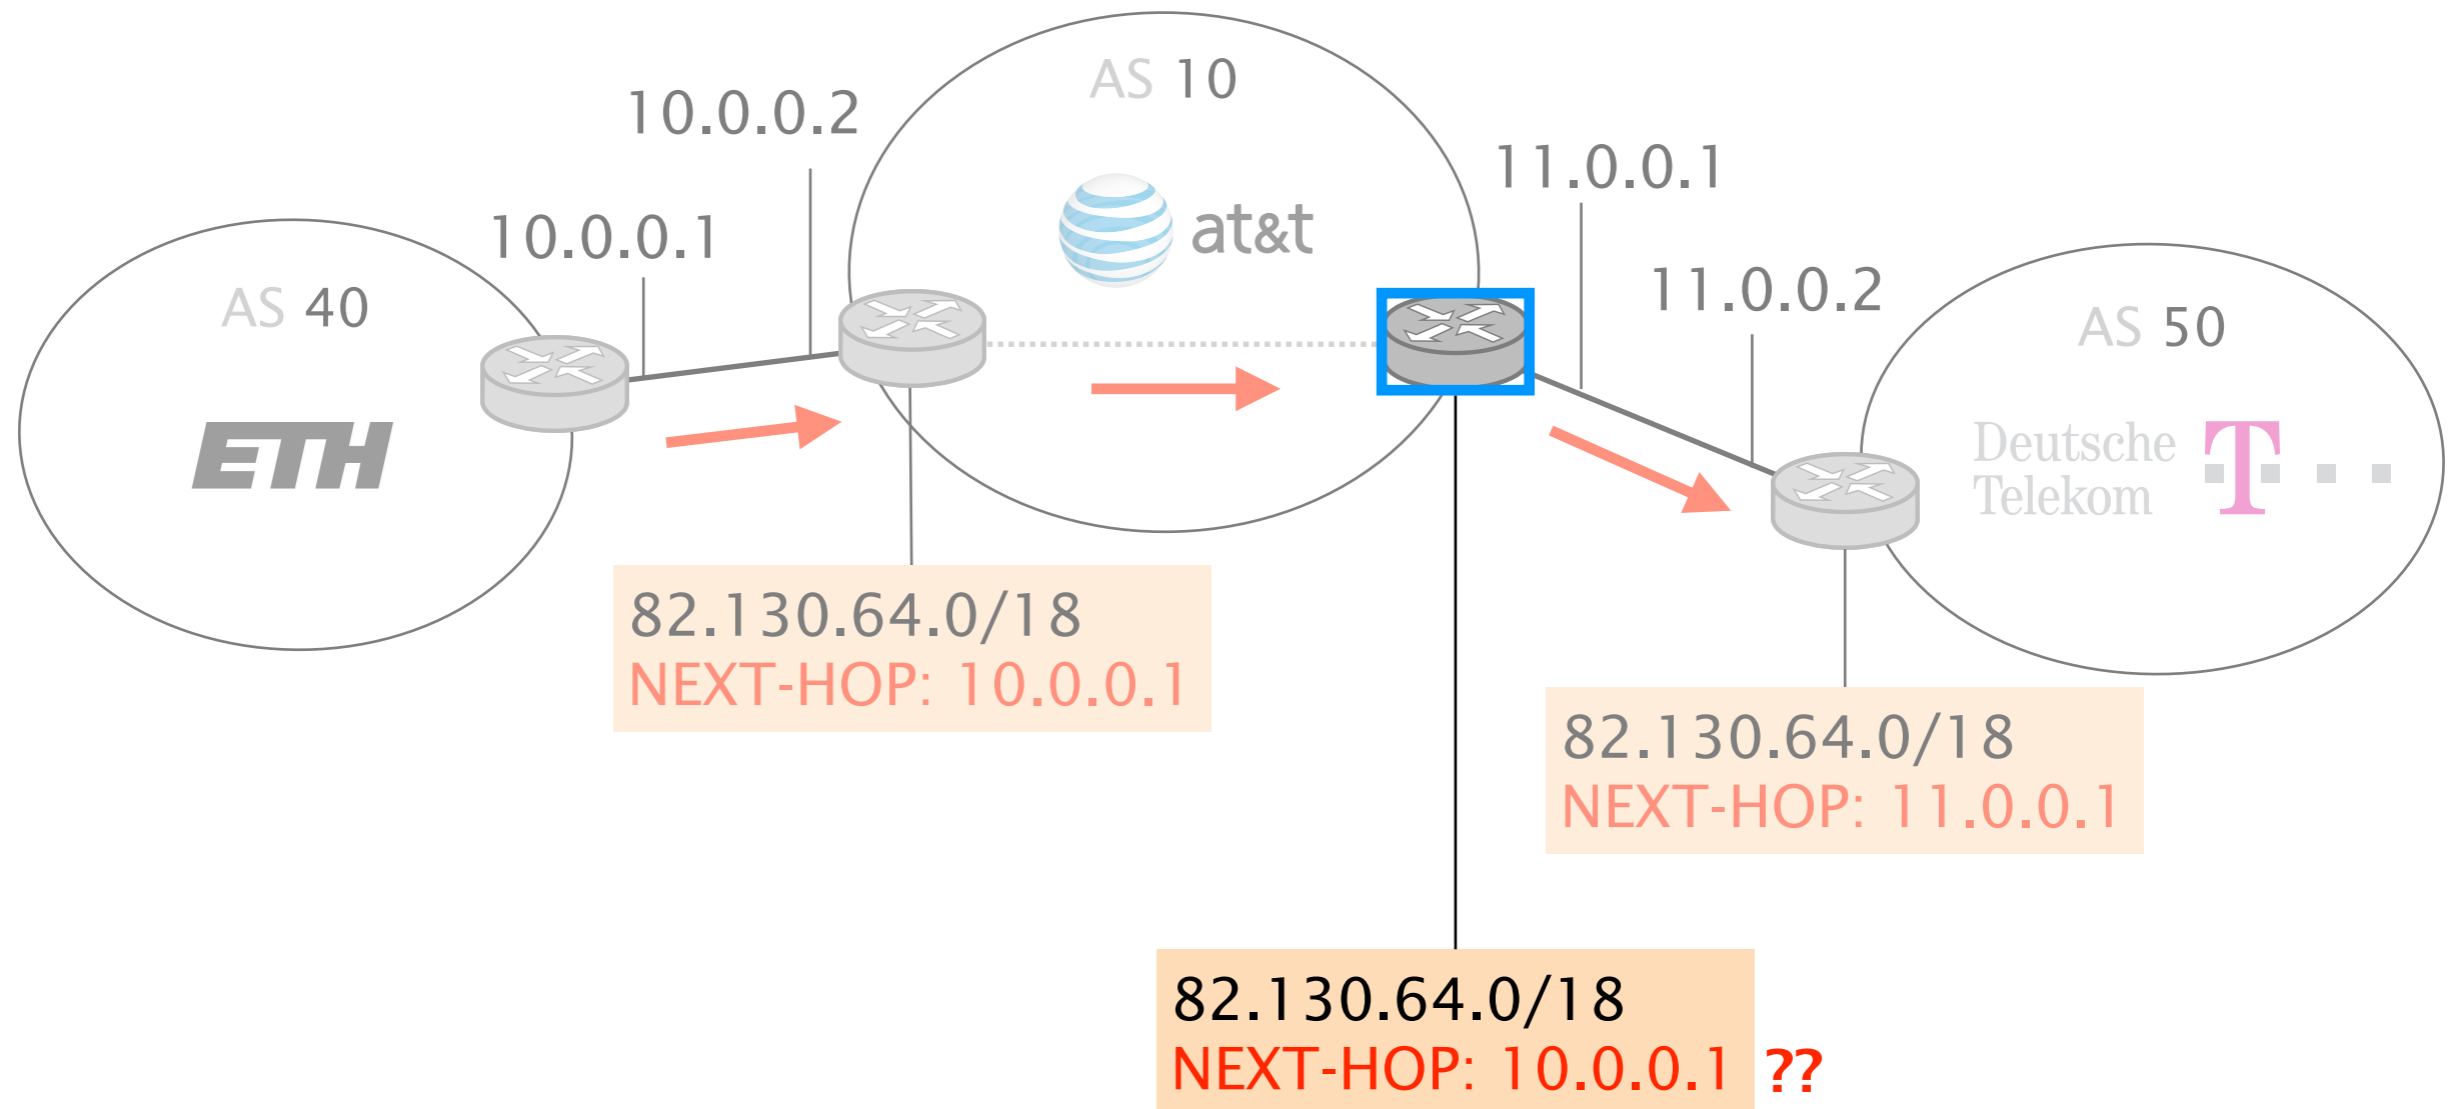 AS 10
10.0.0.2
11.0.0.1
at&t
10.0.0.1
11.0.0.2
AS 40
AS 50
ETH
Deutsche
Telekom
T
82.130.64.0/18
NEXT-HOP: 10.0.0.1
82.130.64.0/18
NEXT-HOP: 11.0.0.1
82.130.64.0/18
NEXT-HOP: 10.0.0.1 ??